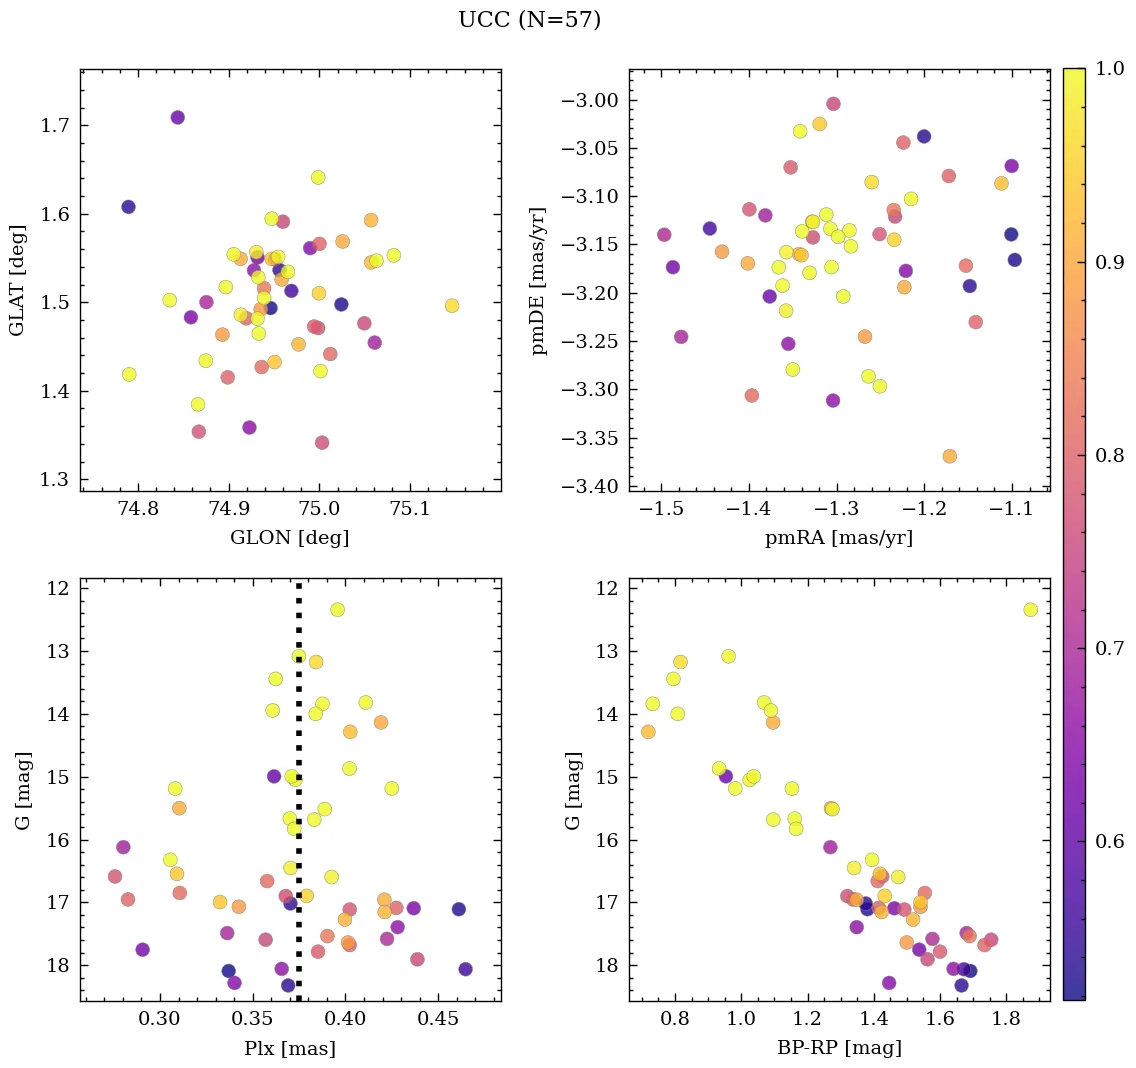 UCC (N=57)
1.7
1.6
1.5
1.4
1.3
GLAT [deg]
74.8 74.9 75.0 75.1
GLON [deg]
−3.00
−3.05
−3.10
−3.15
−3.20
−3.25
−3.30
−3.35
−3.40
pmDE [mas/yr]
−1.5 −1.4 −1.3 −1.2 −1.1
pmRA [mas/yr]
12
13
14
15
16
17
18
G [mag]
0.30 0.35 0.40 0.45
Plx [mas]
12
13
14
15
16
17
18
G [mag]
0.8 1.0 1.2 1.4 1.6 1.8
BP-RP [mag]
1.0
0.9
0.8
0.7
0.6